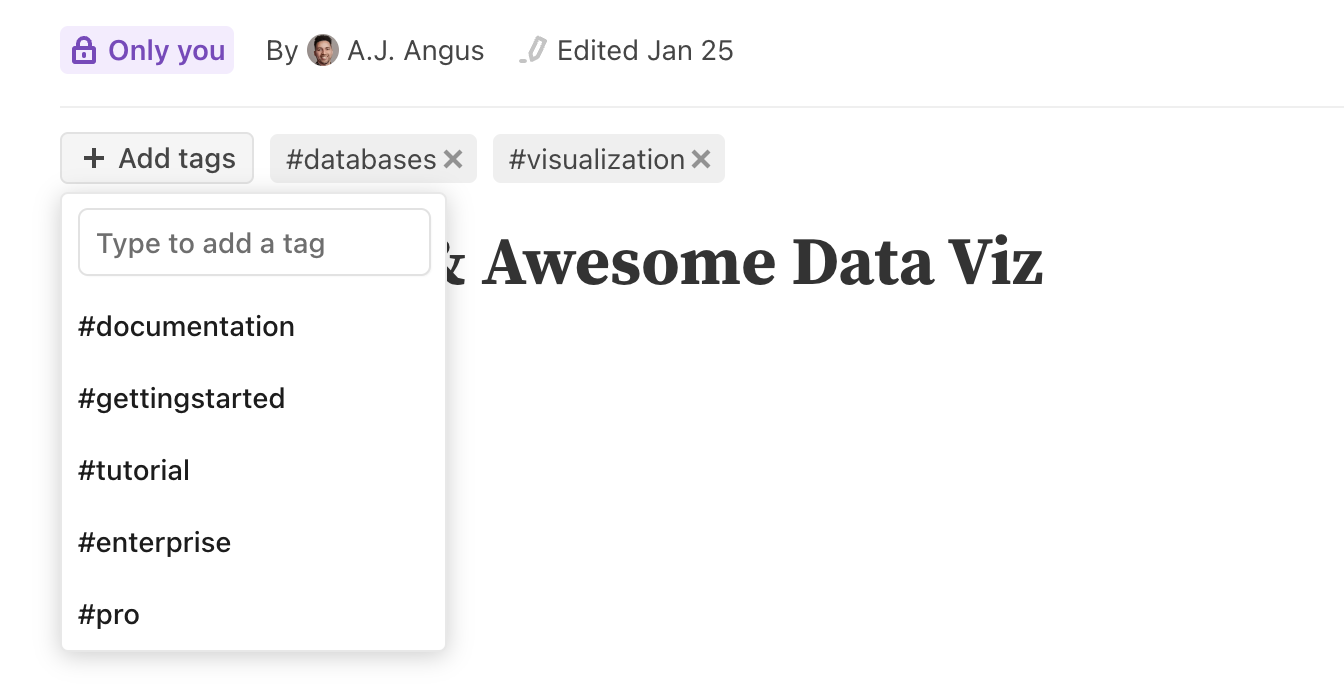 Only you By A.J. Angus Edited Jan 25
+ Add tags #databases × #visualization ×
Type to add a tag
& Awesome Data Viz
#documentation
#gettingstarted
#tutorial
#enterprise
#pro